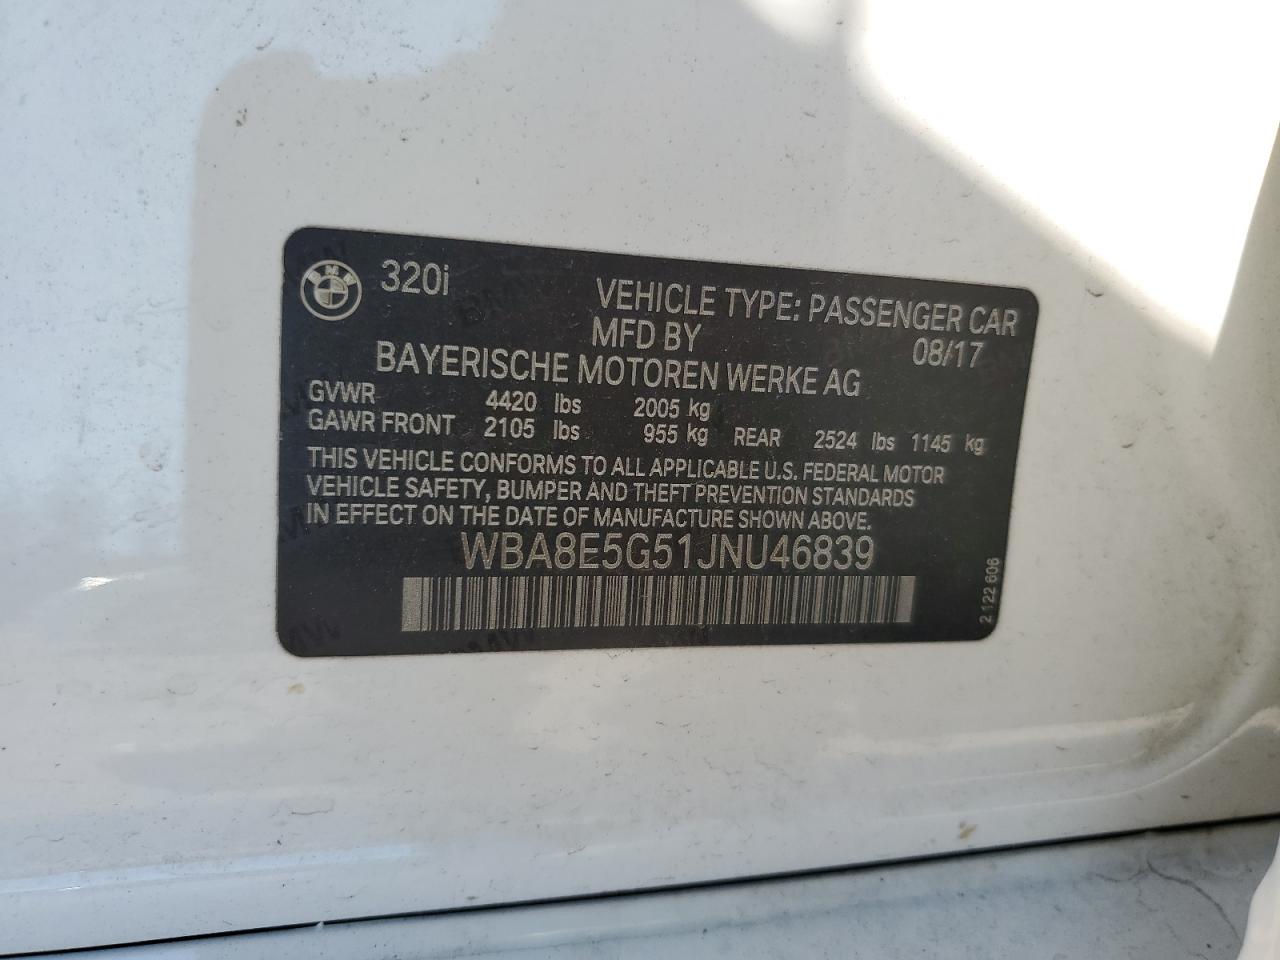 BMW 320i
VEHICLE TYPE: PASSENGER CAR
MFD BY 08/17
BAYERISCHE MOTOREN WERKE AG
GVWR 4420 lbs 2005 kg
GAWR FRONT 2105 lbs 955 kg REAR 2524 lbs 1145 kg
THIS VEHICLE CONFORMS TO ALL APPLICABLE U.S. FEDERAL MOTOR
VEHICLE SAFETY, BUMPER AND THEFT PREVENTION STANDARDS
IN EFFECT ON THE DATE OF MANUFACTURE SHOWN ABOVE.
WBA8E5G51JNU46839
2 122 606